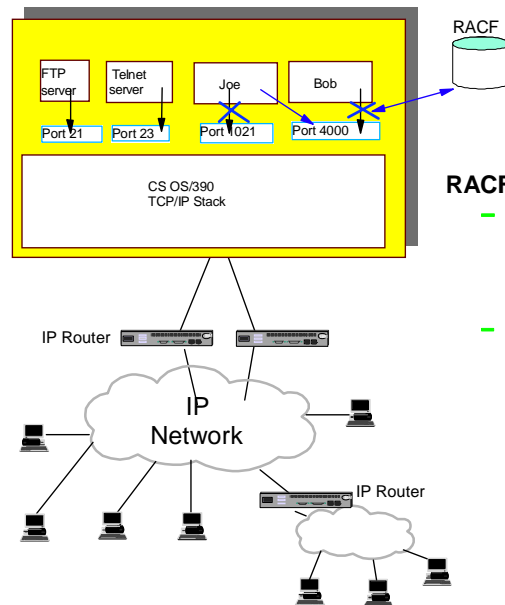 RACF
FTP
server
Telnet
server
Joe
Bob
Port 21
Port 23
Port 1021
Port 4000
CS OS/390
TCP/IP Stack
RACF
IP Router
IP
Network
IP Router